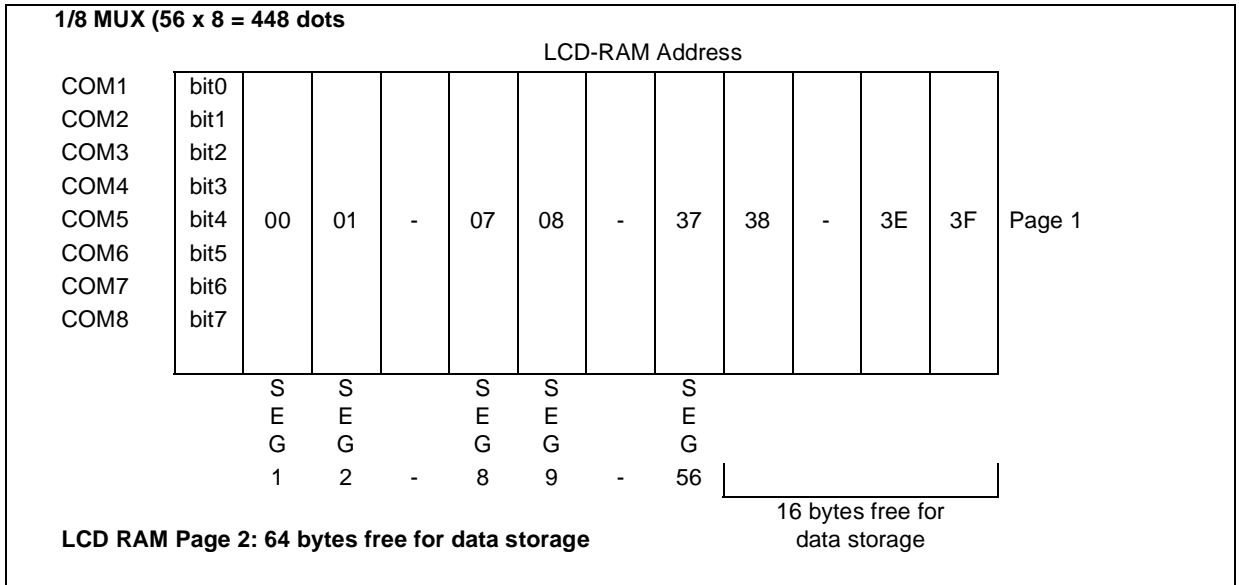 1/8 MUX (56 x 8 = 448 dots
LCD-RAM Address
COM1 bit0
COM2 bit1
COM3 bit2
COM4 bit3
COM5 bit4 00 01 - 07 08 - 37 38 - 3E 3F Page 1
COM6 bit5
COM7 bit6
COM8 bit7
S S S S S
E E E E E
G G G G G
1 2 - 8 9 - 56
16 bytes free for
LCD RAM Page 2: 64 bytes free for data storage data storage